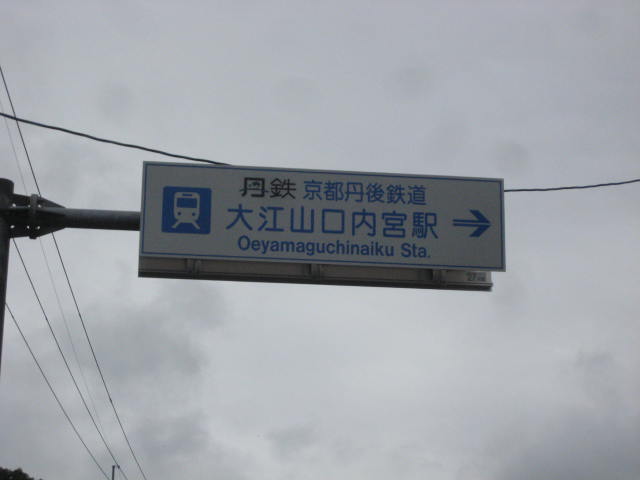 丹鉄 京都丹後鉄道
大江山口内宮駅
Oeyamaguchinaiku Sta.